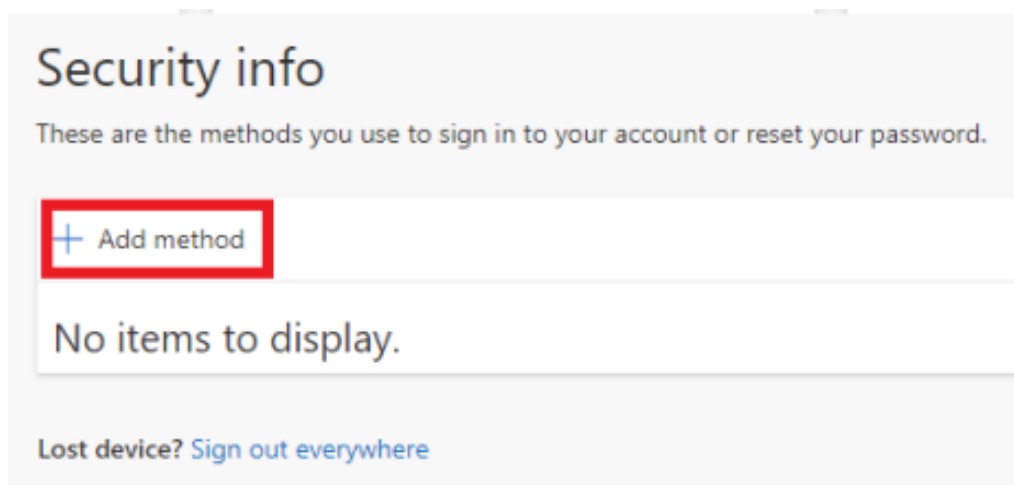 Security info
These are the methods you use to sign in to your account or reset your password.
+ Add method
No items to display.
Lost device? Sign out everywhere